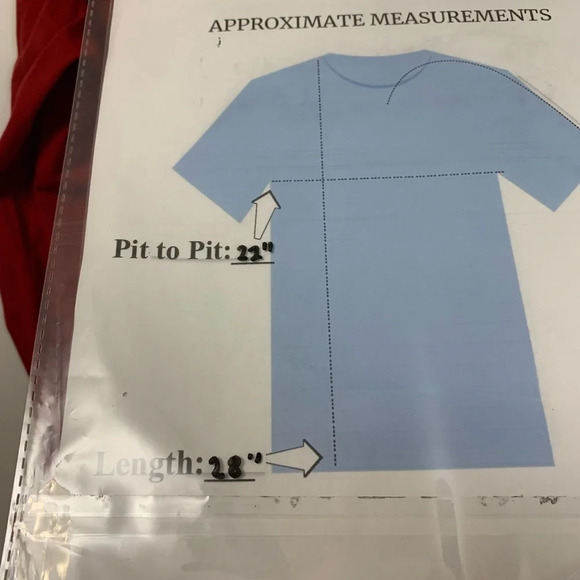 APPROXIMATE MEASUREMENTS
Pit to Pit: 22"
Length: 28"